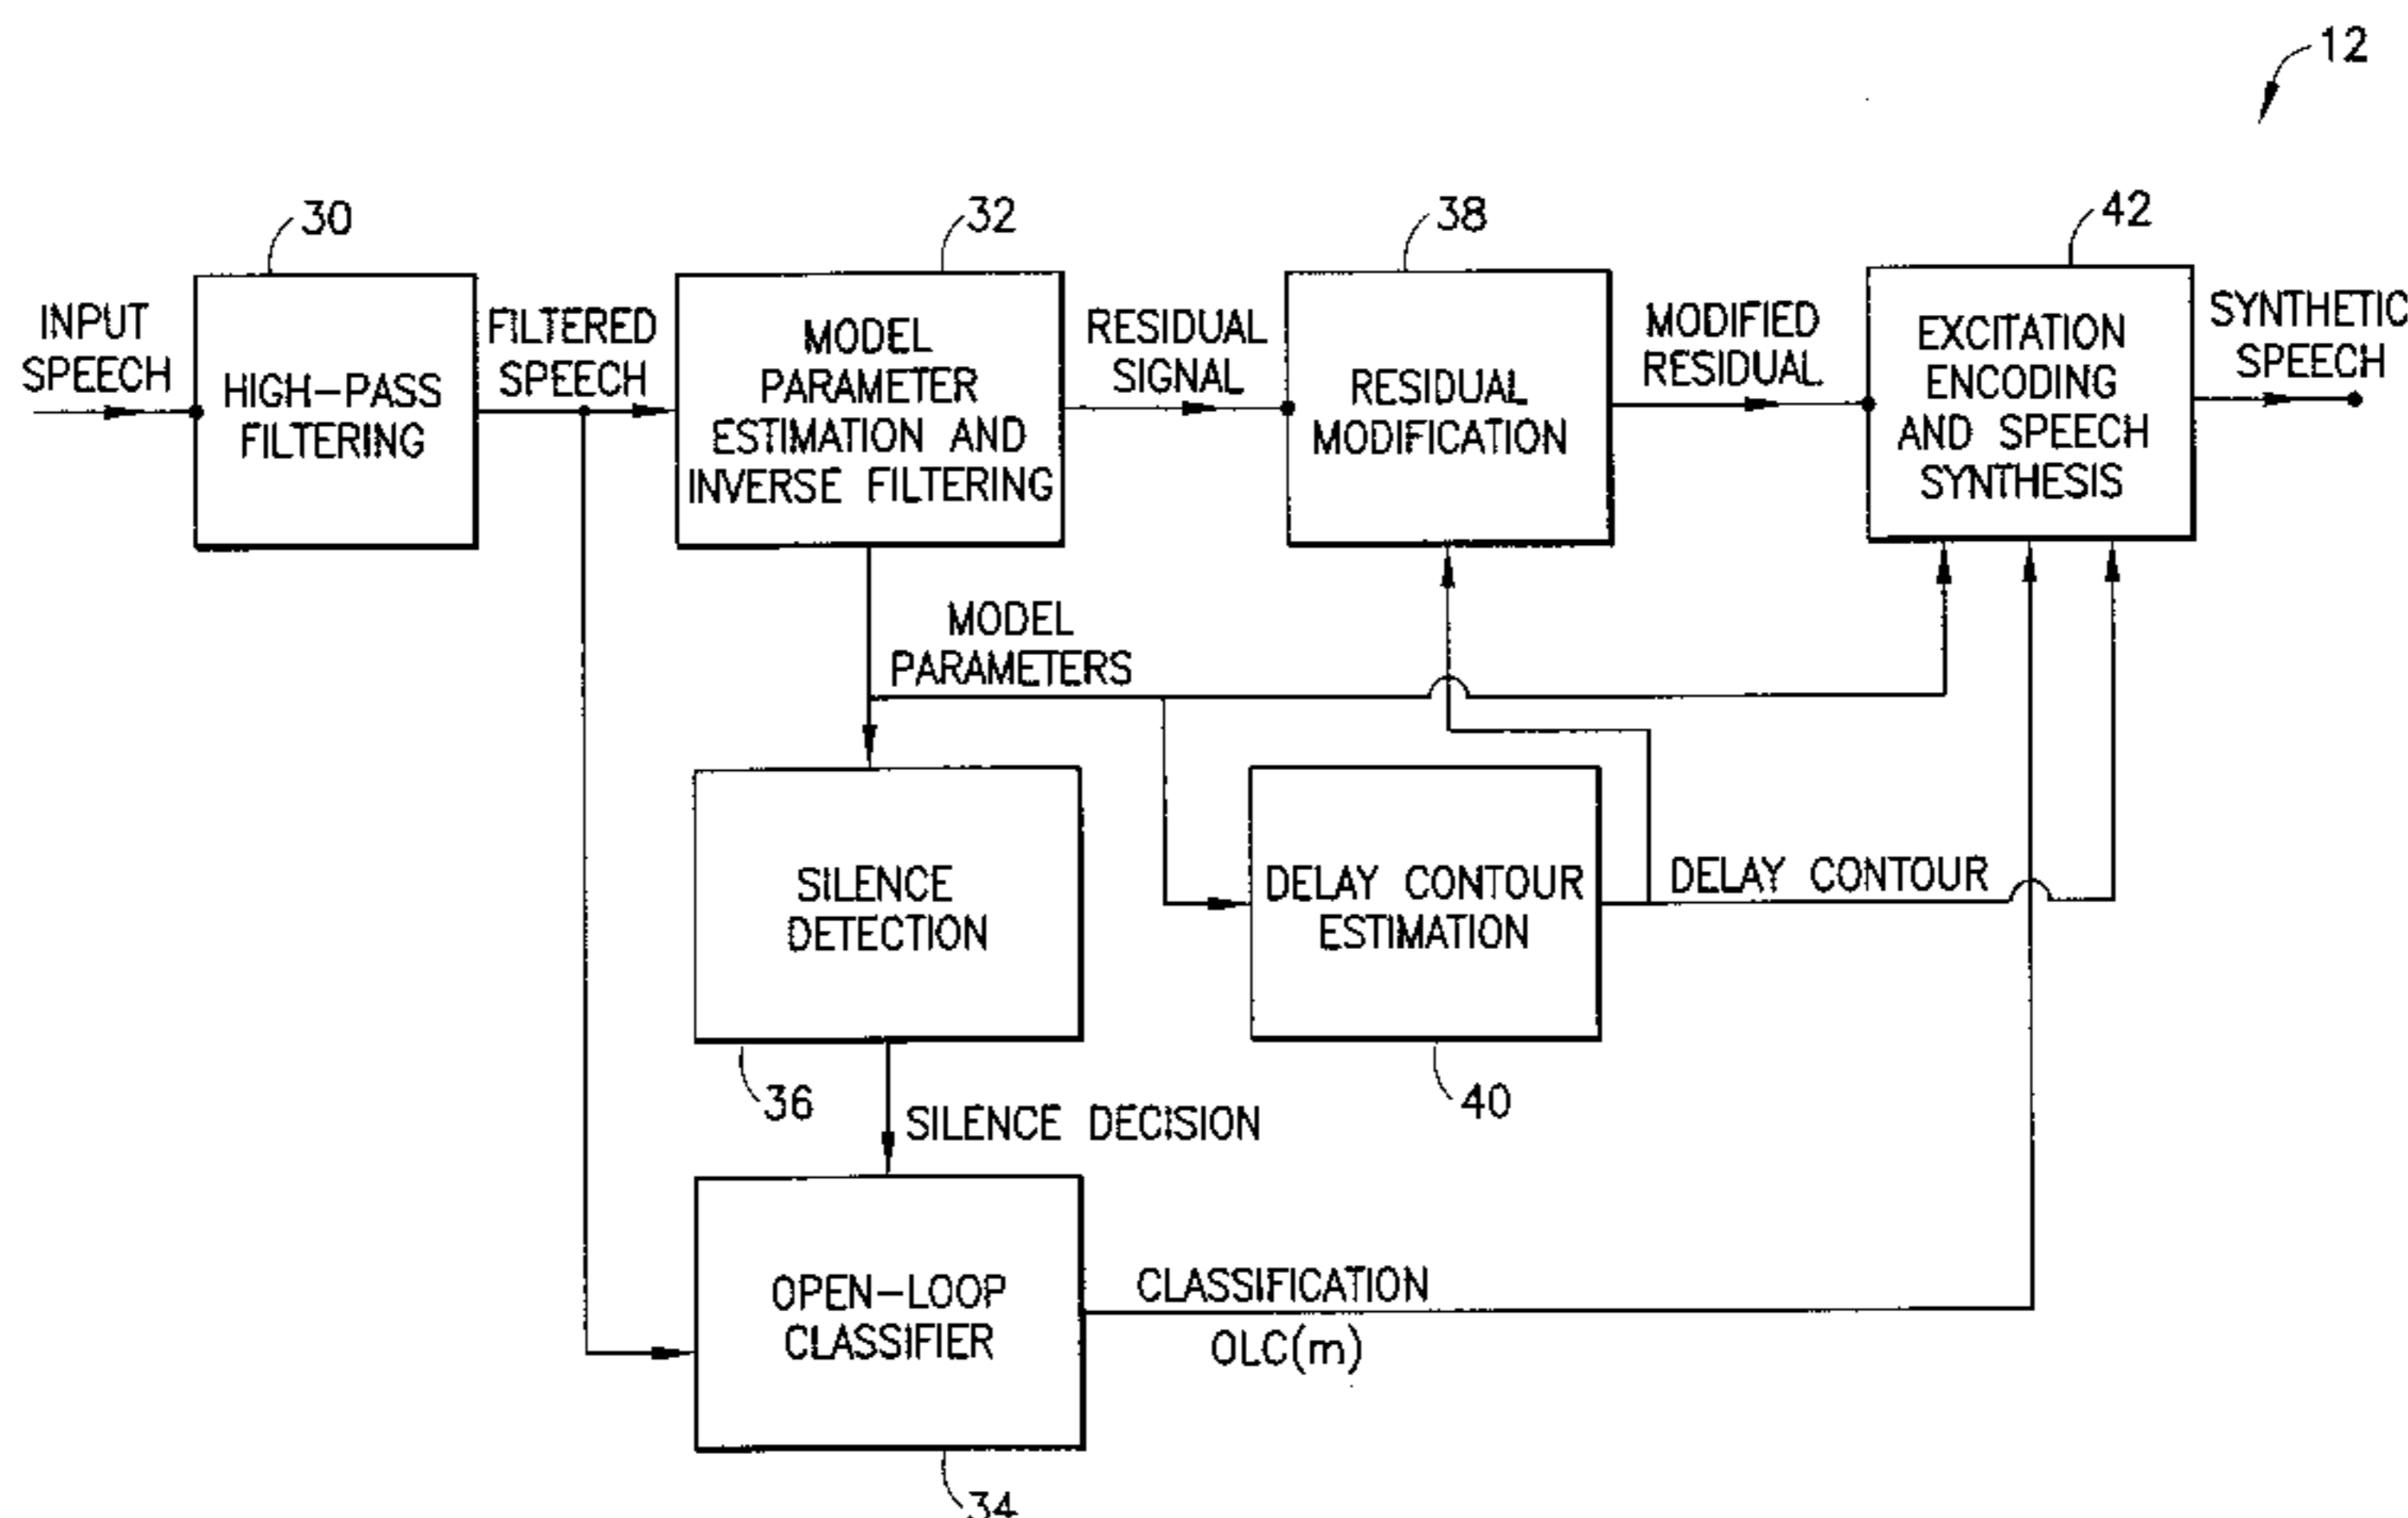 12
30
32
38
42
INPUT
SPEECH
HIGH-PASS
FILTERING
FILTERED
SPEECH
MODEL
PARAMETER
ESTIMATION AND
INVERSE FILTERING
RESIDUAL
SIGNAL
RESIDUAL
MODIFICATION
MODIFIED
RESIDUAL
EXCITATION
ENCODING
AND SPEECH
SYNTHESIS
SYNTHETIC
SPEECH
MODEL
PARAMETERS
SILENCE
DETECTION
DELAY CONTOUR
ESTIMATION
DELAY CONTOUR
36
40
SILENCE DECISION
OPEN-LOOP
CLASSIFIER
CLASSIFICATION
OLC(m)
34